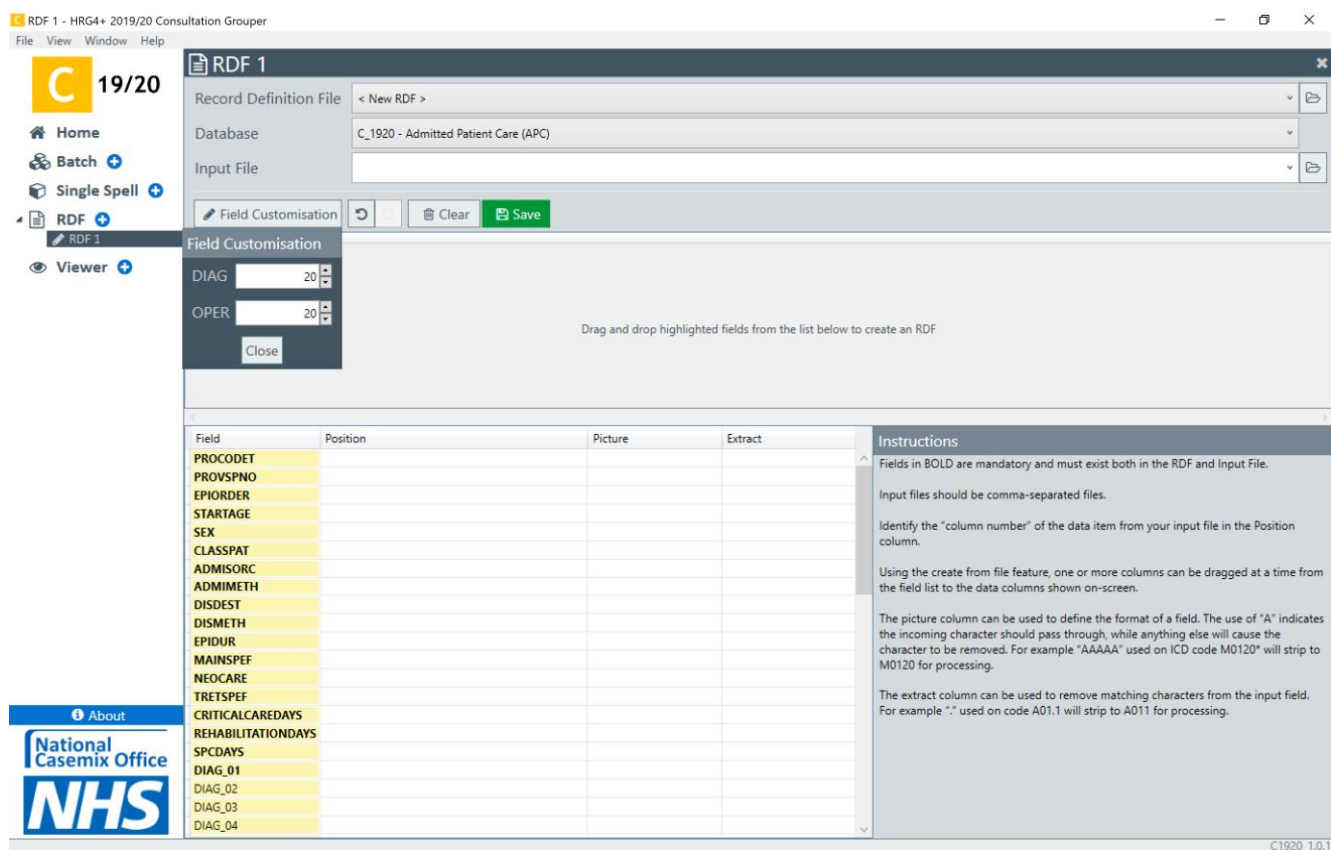 RDF 1 - HRG4+ 2019/20 Consultation Grouper
File View Window Help
C 19/20
Home
Batch
Single Spell
RDF
RDF 1
Viewer
RDF 1
Record Definition File < New RDF >
Database C_1920 - Admitted Patient Care (APC)
Input File
Field Customisation Clear Save
Field Customisation
DIAG 20
OPER 20
Close
Drag and drop highlighted fields from the list below to create an RDF
Field Position Picture Extract
PROCODET
PROVSPNO
EPIORDER
STARTAGE
SEX
CLASSPAT
ADMISORC
ADMIMETH
DISDEST
DISMETH
EPIDUR
MAINSPEF
NEOCARE
TRETSPEF
CRITICALCAREDAYS
REHABILITATIONDAYS
SPCDAYS
DIAG_01
DIAG_02
DIAG_03
DIAG_04
Instructions
Fields in BOLD are mandatory and must exist both in the RDF and Input File.
Input files should be comma-separated files.
Identify the "column number" of the data item from your input file in the Position
column.
Using the create from file feature, one or more columns can be dragged at a time from
the field list to the data columns shown on-screen.
The picture column can be used to define the format of a field. The use of "A" indicates
the incoming character should pass through, while anything else will cause the
character to be removed. For example "AAAAA" used on ICD code M0120* will strip to
M0120 for processing.
The extract column can be used to remove matching characters from the input field.
For example "." used on code A01.1 will strip to A011 for processing.
About
National
Casemix Office
NHS
C1920_1.0.1